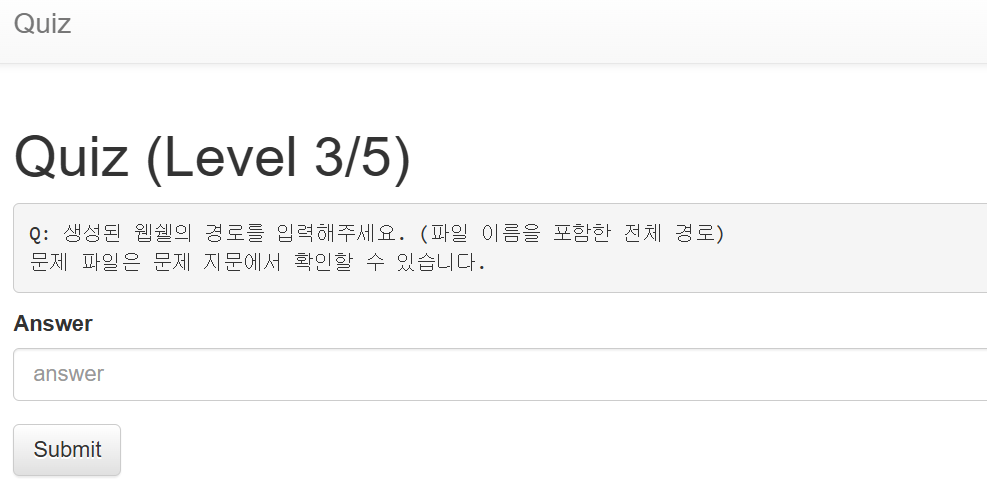 Quiz
Quiz (Level 3/5)
Q: 생성된 웹쉘의 경로를 입력해주세요. (파일 이름을 포함한 전체 경로)
문제 파일은 문제 지문에서 확인할 수 있습니다.
Answer
answer
Submit